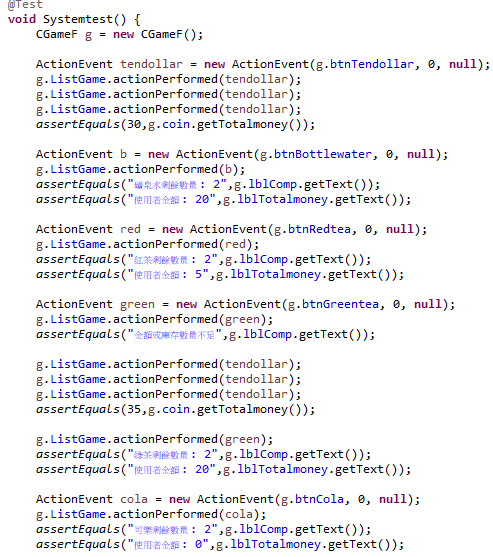 @Test
void Systemtest() {
CGameF g = new CGameF();
ActionEvent tendollar = new ActionEvent(g.btnTendollar, 0, null);
g.ListGame.actionPerformed(tendollar);
g.ListGame.actionPerformed(tendollar);
g.ListGame.actionPerformed(tendollar);
assertEquals(30,g.coin.getTotalmoney());
ActionEvent b = new ActionEvent(g.btnBottlewater, 0, null);
g.ListGame.actionPerformed(b);
assertEquals("礦泉水剩餘數量: 2",g.lblComp.getText());
assertEquals("使用者金額: 20",g.lblTotalmoney.getText());
ActionEvent red = new ActionEvent(g.btnRedtea, 0, null);
g.ListGame.actionPerformed(red);
assertEquals("紅茶剩餘數量: 2",g.lblComp.getText());
assertEquals("使用者金額: 5",g.lblTotalmoney.getText());
ActionEvent green = new ActionEvent(g.btnGreentea, 0, null);
g.ListGame.actionPerformed(green);
assertEquals("金額或庫存數量不足",g.lblComp.getText());
g.ListGame.actionPerformed(tendollar);
g.ListGame.actionPerformed(tendollar);
g.ListGame.actionPerformed(tendollar);
assertEquals(35,g.coin.getTotalmoney());
g.ListGame.actionPerformed(green);
assertEquals("綠茶剩餘數量: 2",g.lblComp.getText());
assertEquals("使用者金額: 20",g.lblTotalmoney.getText());
ActionEvent cola = new ActionEvent(g.btnCola, 0, null);
g.ListGame.actionPerformed(cola);
assertEquals("可樂剩餘數量: 2",g.lblComp.getText());
assertEquals("使用者金額: 0",g.lblTotalmoney.getText());